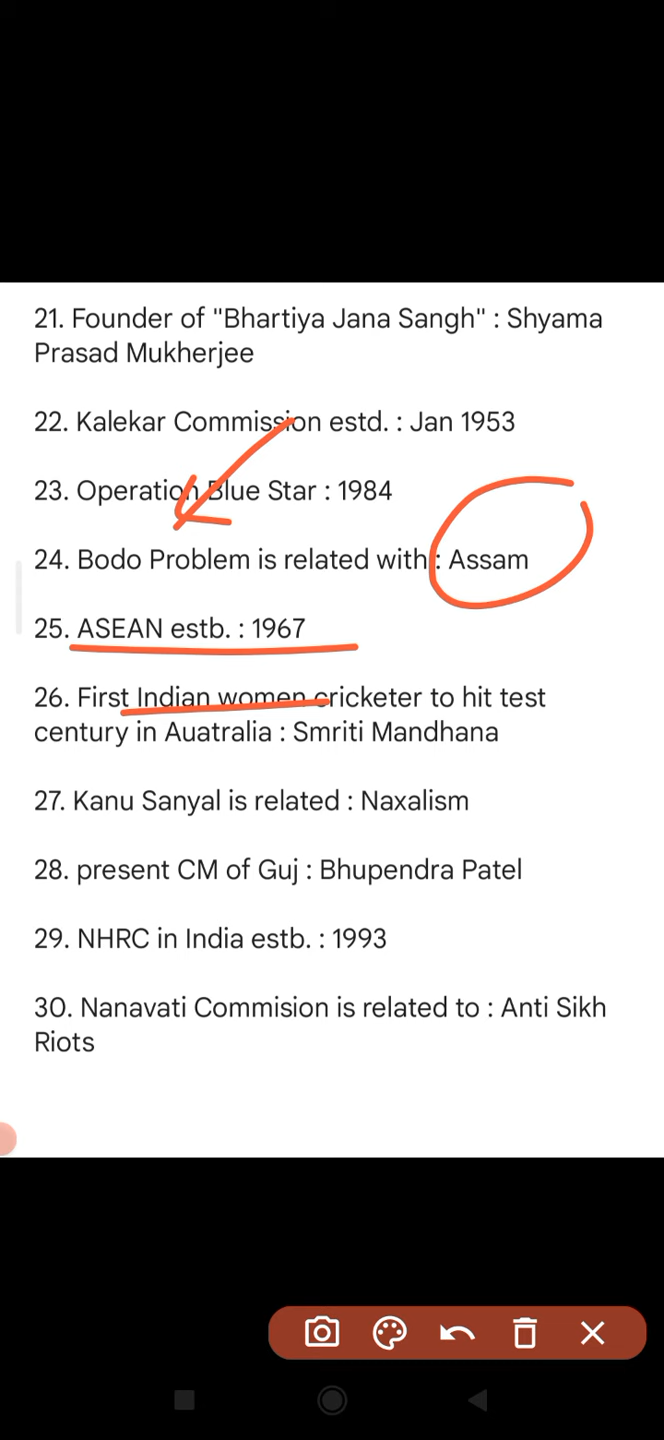 21. Founder of "Bhartiya Jana Sangh" : Shyama
Prasad Mukherjee
22. Kalekar Commission estd. : Jan 1953
23. Operation Blue Star : 1984
24. Bodo Problem is related with : Assam
25. ASEAN estb. : 1967
26. First Indian women cricketer to hit test
century in Auatralia : Smriti Mandhana
27. Kanu Sanyal is related : Naxalism
28. present CM of Guj : Bhupendra Patel
29. NHRC in India estb. : 1993
30. Nanavati Commision is related to : Anti Sikh
Riots